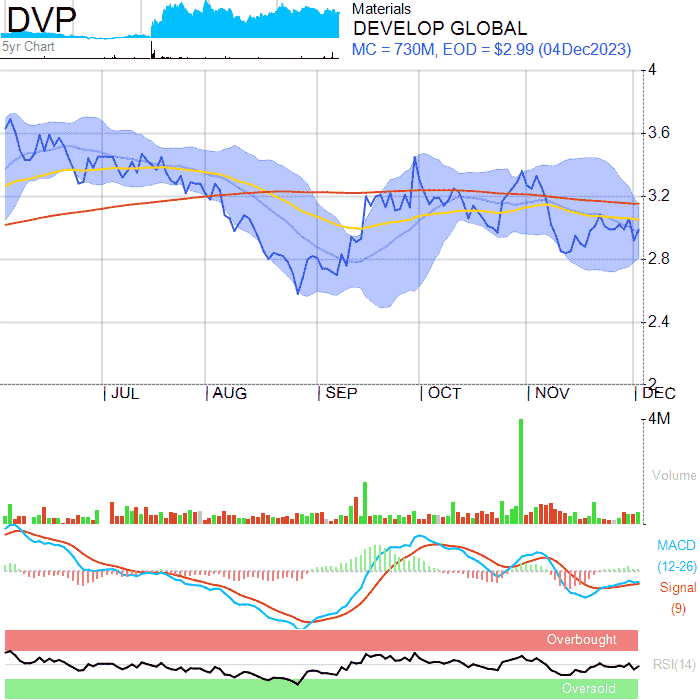 DVP
5yr Chart
Materials
DEVELOP GLOBAL
MC = 730M, EOD = $2.99 (04Dec2023)
4
3.6
3.2
2.8
2.4
2
JUL AUG SEP OCT NOV DEC
4M
Volume
MACD
(12-26)
Signal
(9)
Overbought
RSI(14)
Oversold